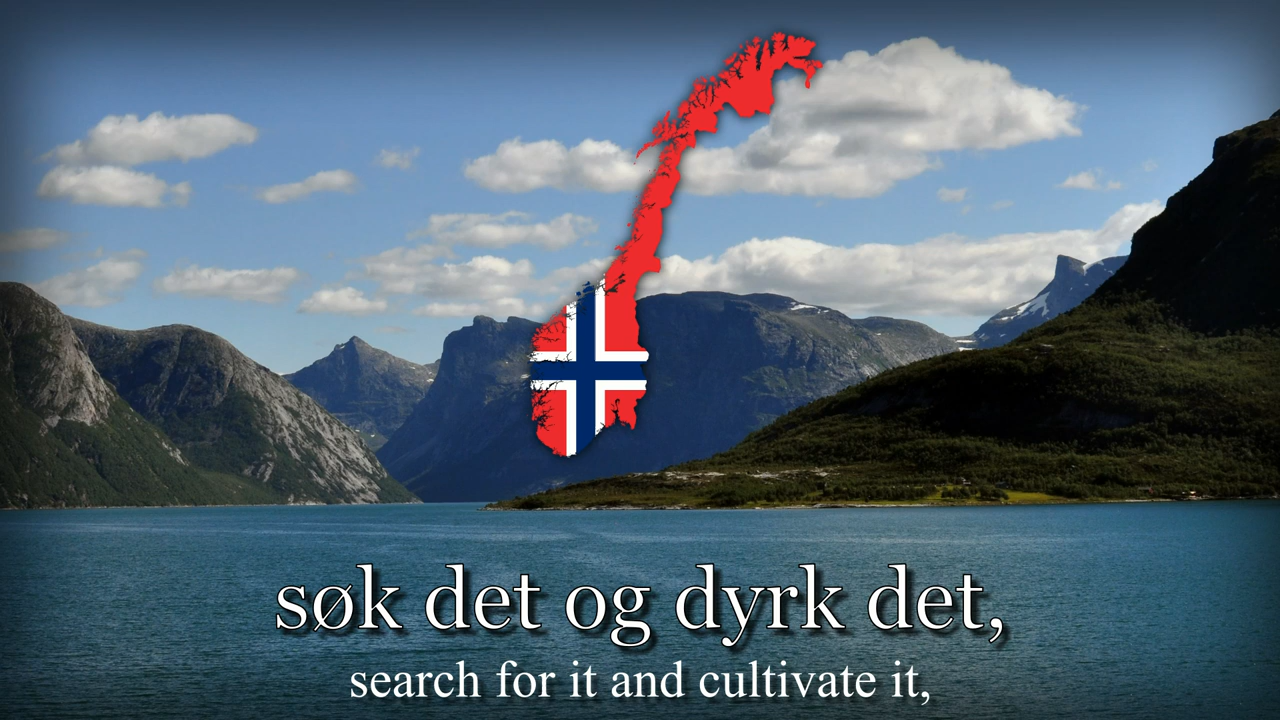 søk det og dyrk det,
search for it and cultivate it,